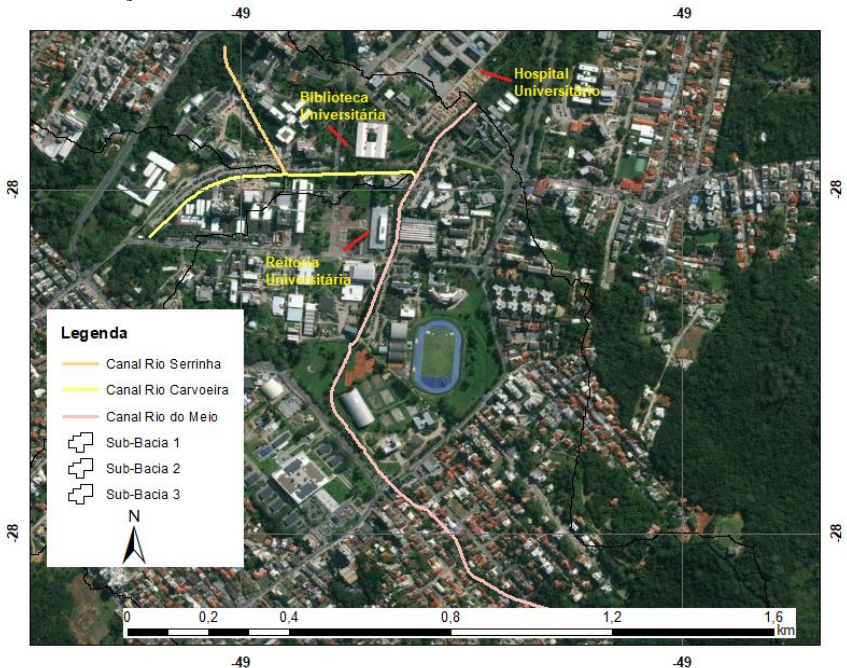 -49
-49
Hospital
Universitário
Biblioteca
Universitária
-28
-28
Reitoria
Universitária
Legenda
Canal Rio Serrinha
Canal Rio Carvoeira
Canal Rio do Meio
Sub-Bacia 1
Sub-Bacia 2
Sub-Bacia 3
N
-28
-28
0
0,2
0,4
0,8
1,2
1,6
km
-49
-49